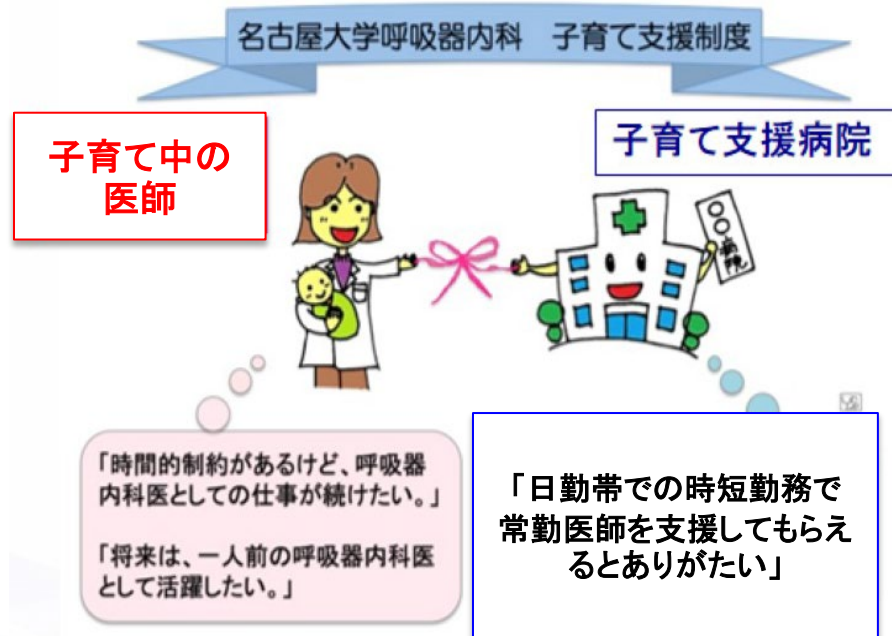 名古屋大学呼吸器内科　子育て支援制度
子育て中の
医師
子育て支援病院
○○病院
「時間的制約があるけど、呼吸器
内科医としての仕事が続けたい。」
「将来は、一人前の呼吸器内科医
として活躍したい。」
「日勤帯での時短勤務で
常勤医師を支援してもらえ
るとありがたい」